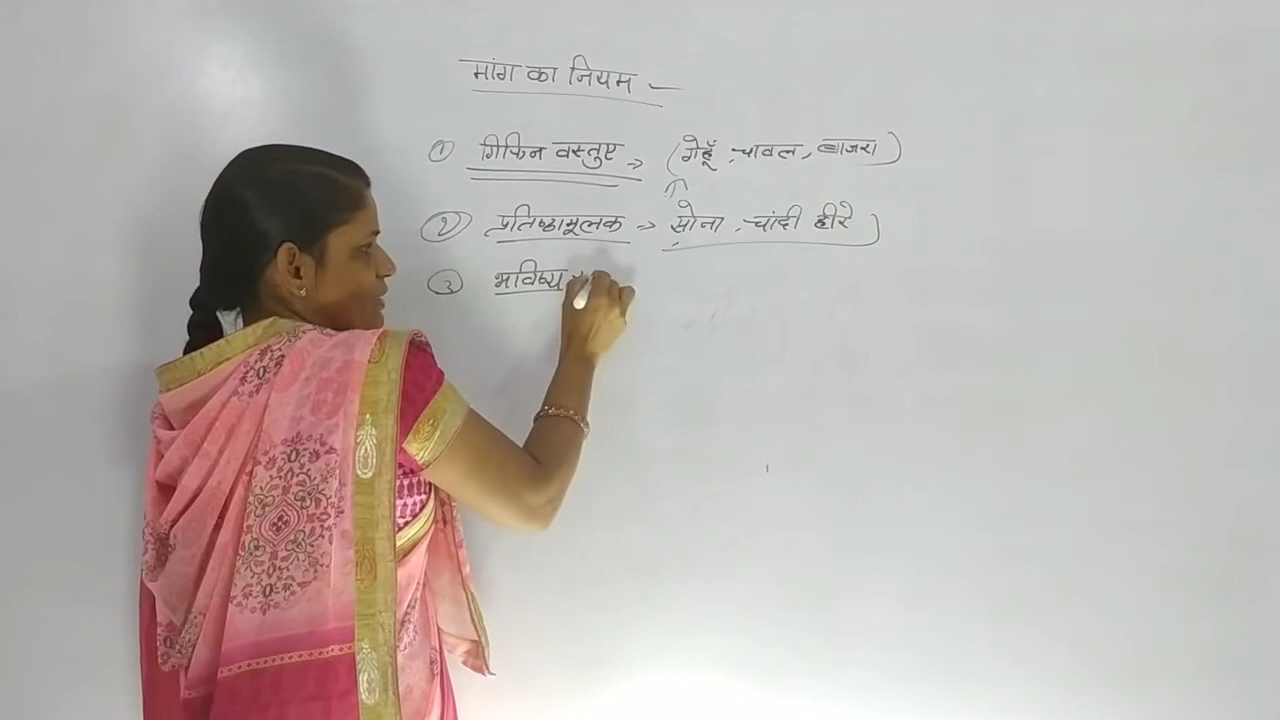 मांग का नियम —
① गिफिन वस्तुए → (गेहूँ, चावल, बाजरा)
② प्रतिष्ठामूलक → सोना, चांदी हीरे)
③ भविष्य